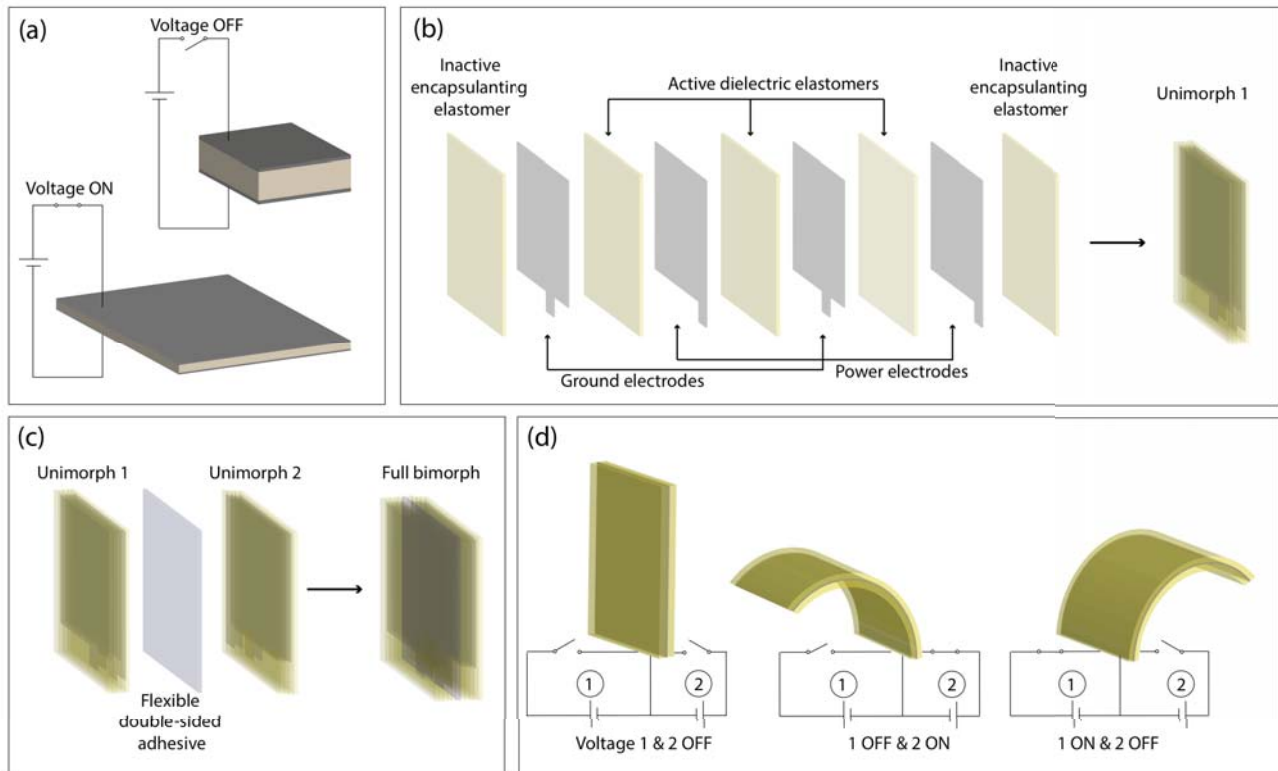 (a)
Voltage OFF
Voltage ON
(b)
Inactive
encapsulanting
elastomer
Active dielectric elastomers
Inactive
encapsulanting
elastomer
Unimorph 1
Ground electrodes
Power electrodes
(c)
Unimorph 1
Unimorph 2
Full bimorph
Flexible
double-sided
adhesive
(d)
1
2
Voltage 1 & 2 OFF
1
2
1 OFF & 2 ON
1
2
1 ON & 2 OFF